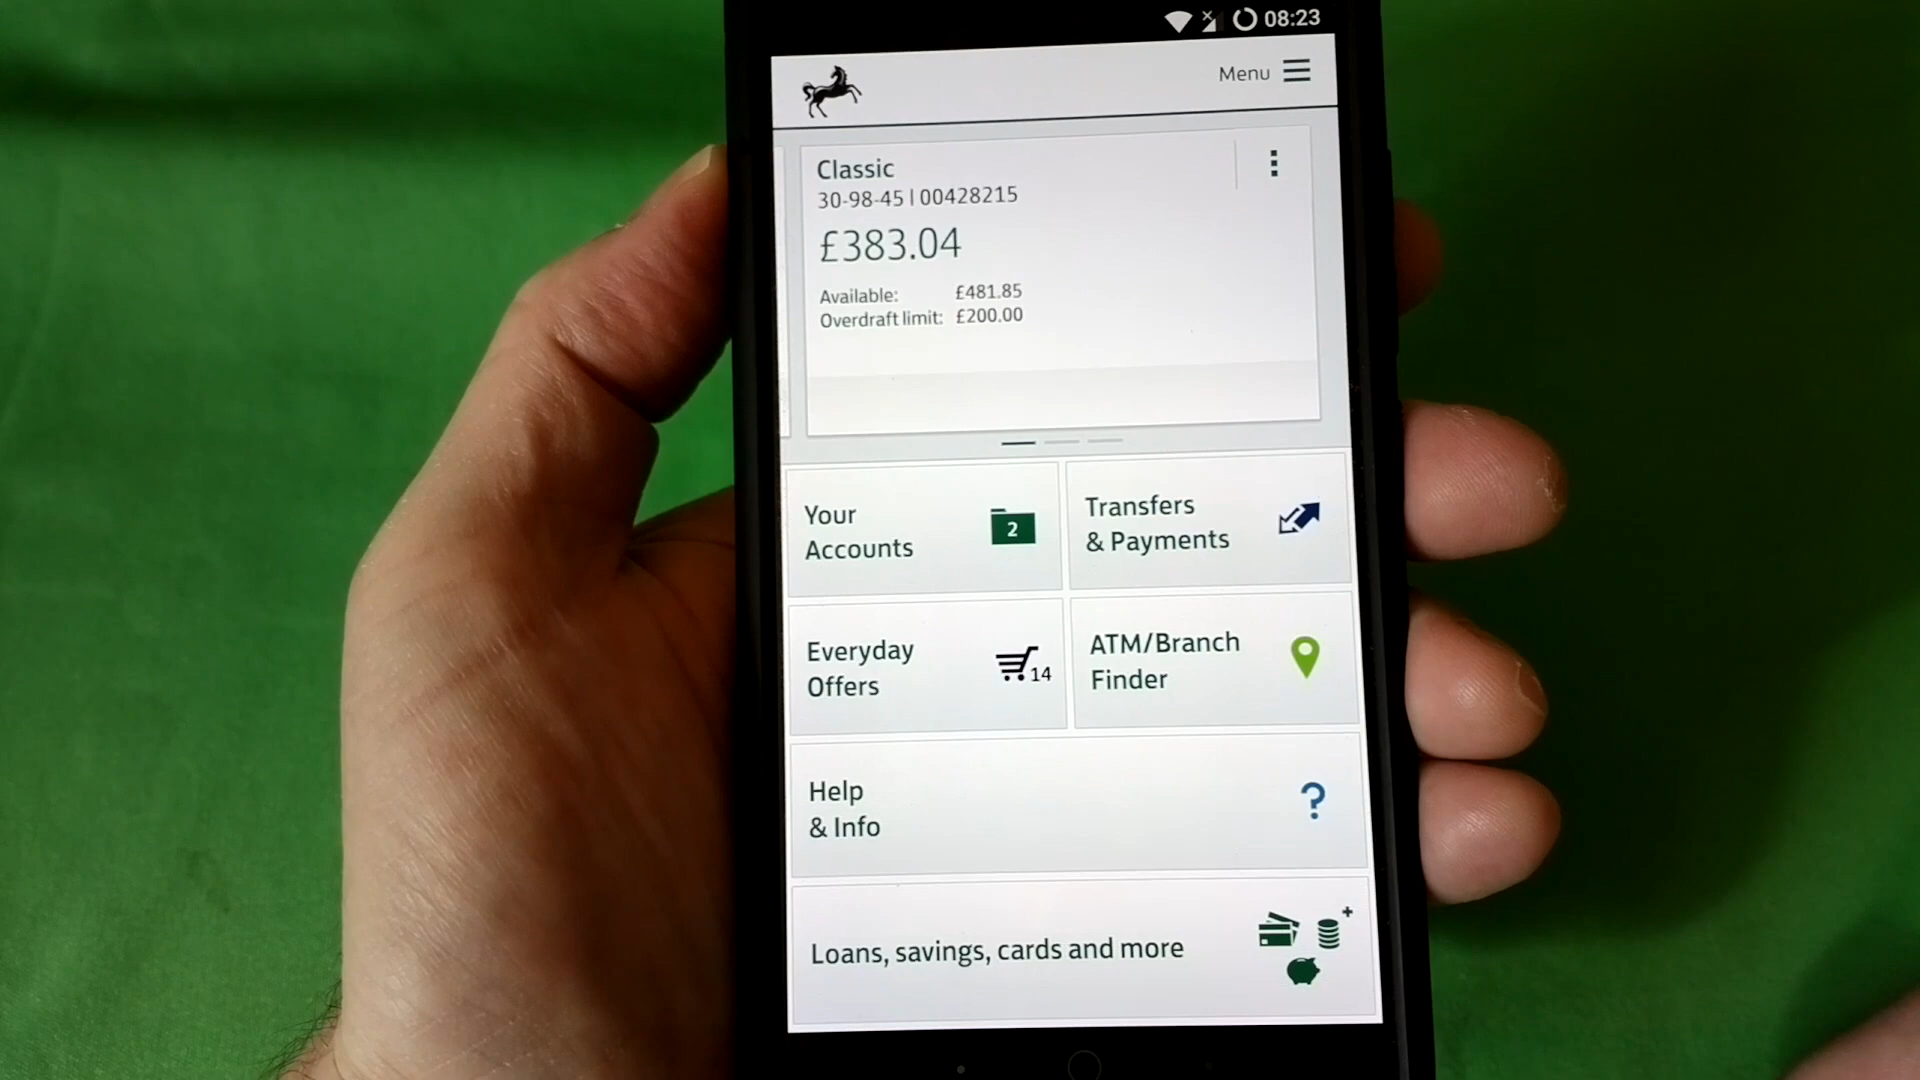 08:23
Menu
Classic
30-98-45 | 00428215
£383.04
Available: £481.85
Overdraft limit: £200.00
Your
Accounts
2
Transfers
& Payments
Everyday
Offers
14
ATM/Branch
Finder
Help
& Info
?
Loans, savings, cards and more